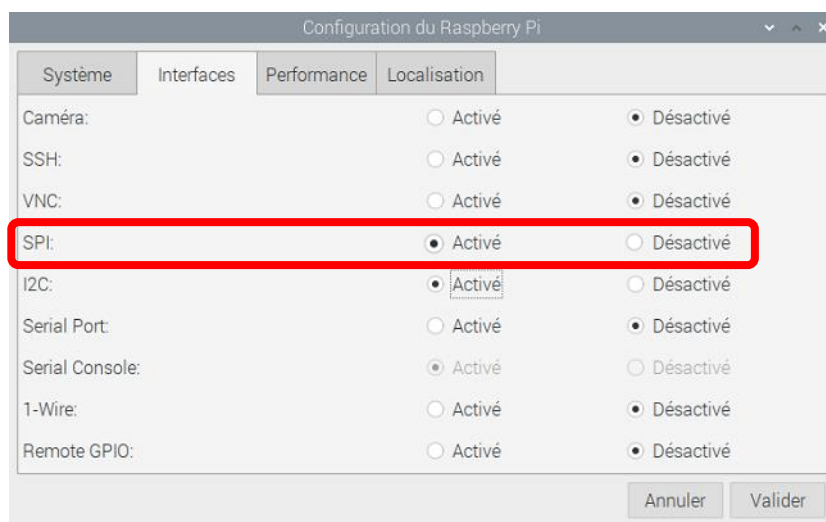 Configuration du Raspberry Pi
Système Interfaces Performance Localisation
Caméra: Activé Désactivé
SSH: Activé Désactivé
VNC: Activé Désactivé
SPI: Activé Désactivé
I2C: Activé Désactivé
Serial Port: Activé Désactivé
Serial Console: Activé Désactivé
1-Wire: Activé Désactivé
Remote GPIO: Activé Désactivé
Annuler Valider